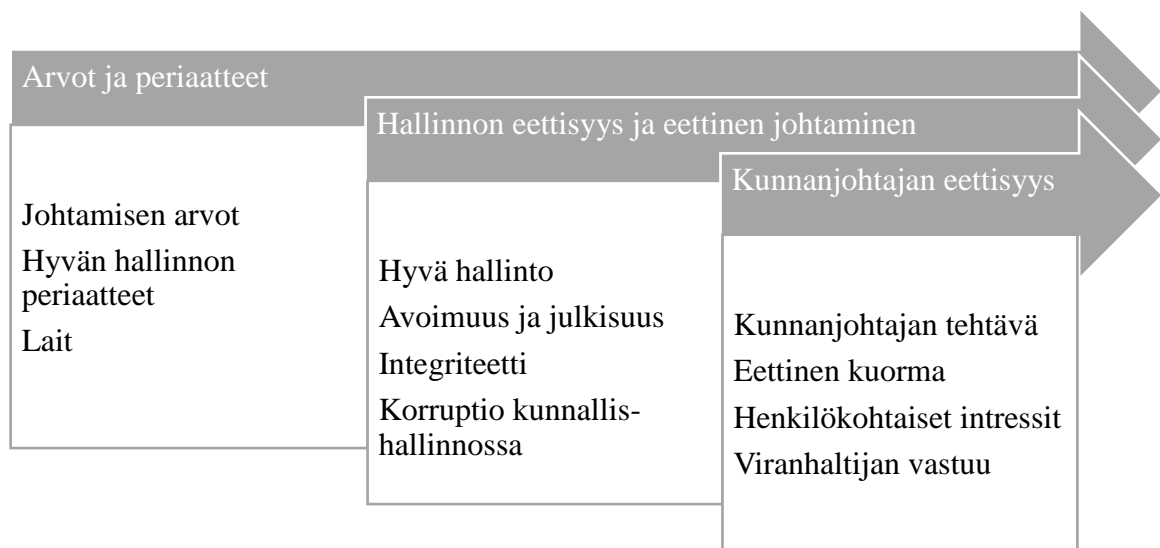 Arvot ja periaatteet
Johtamisen arvot
Hyvän hallinnon
periaatteet
Lait
Hallinnon eettisyys ja eettinen johtaminen
Hyvä hallinto
Avoimuus ja julkisuus
Integriteetti
Korruptio kunnallis-
hallinnossa
Kunnanjohtajan eettisyys
Kunnanjohtajan tehtävä
Eettinen kuorma
Henkilökohtaiset intressit
Viranhaltijan vastuu